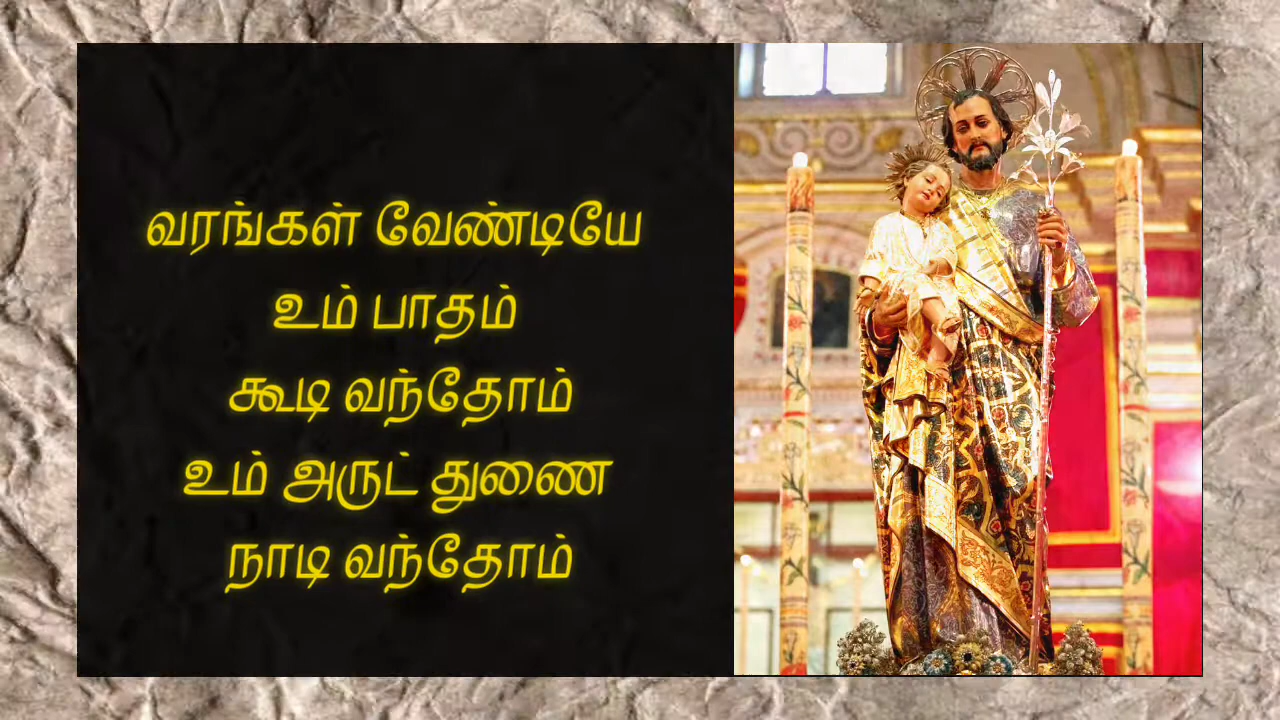 வரங்கள் வேண்டியே
உம் பாதம்
கூடி வந்தோம்
உம் அருட் துணை
நாடி வந்தோம்